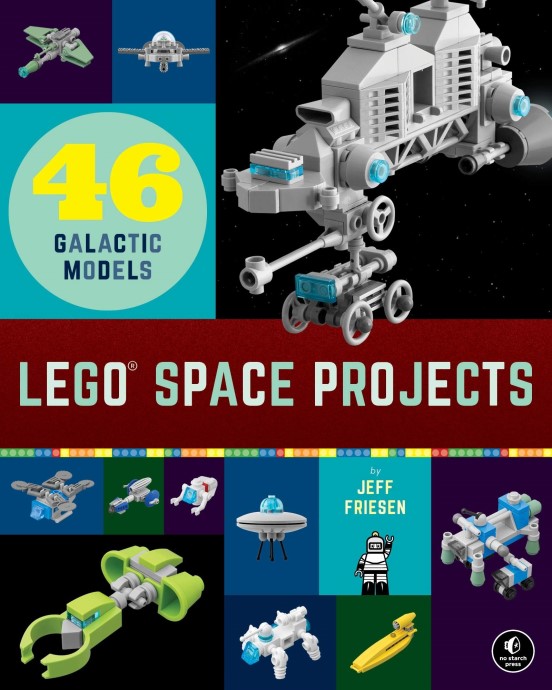 46
GALACTIC
MODELS
LEGO® SPACE PROJECTS
by
JEFF
FRIESEN
no starch
press